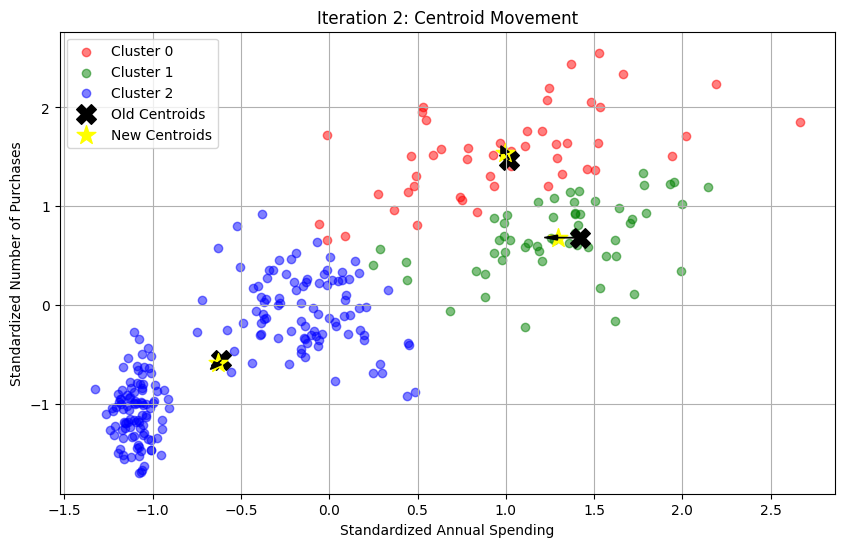 Iteration 2: Centroid Movement
Cluster 0
Cluster 1
Cluster 2
Old Centroids
New Centroids
Standardized Number of Purchases
2
1
0
−1
−1.5 −1.0 −0.5 0.0 0.5 1.0 1.5 2.0 2.5
Standardized Annual Spending